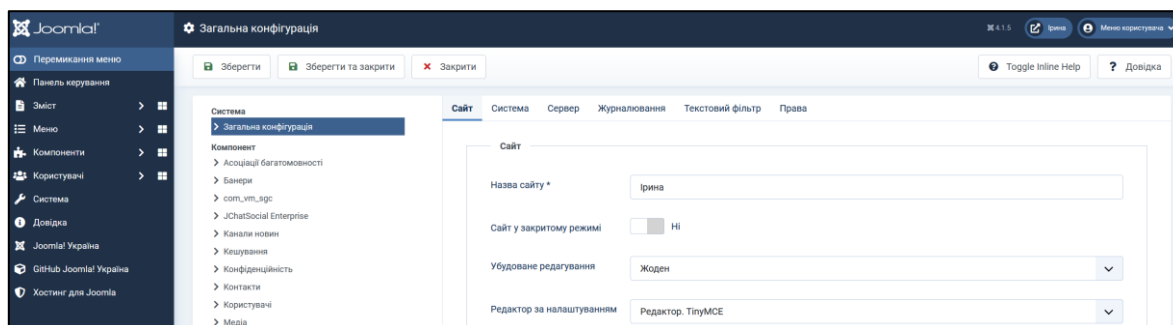 Joomla!
Загальна конфігурація
4.1.5
Ірина
Меню користувача
Перемикання меню
Панель керування
Зміст
Меню
Компоненти
Користувачі
Система
Довідка
Joomla! Україна
GitHub Joomla! Україна
Хостинг для Joomla
Зберегти
Зберегти та закрити
Закрити
Toggle Inline Help
Довідка
Система
Загальна конфігурація
Компонент
Асоціації багатомовності
Банери
com_vm_sgc
JChatSocial Enterprise
Канали новин
Кешування
Конфіденційність
Контакти
Користувачі
Медіа
Сайт
Система
Сервер
Журналювання
Текстовий фільтр
Права
Сайт
Назва сайту *
Ірина
Сайт у закритому режимі
Ні
Убудоване редагування
Жоден
Редактор за налаштуванням
Редактор. TinyMCE